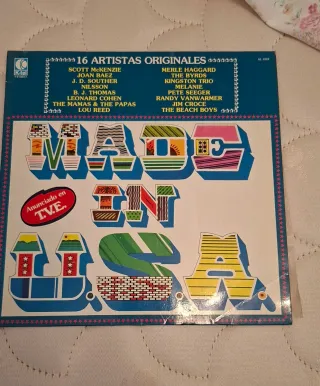 16 ARTISTAS ORIGINALES
SCOTT McKENZIE
JOAN BAEZ
J. D. SOUTHER
NILSSON
B. J. THOMAS
LEONARD COHEN
THE MAMAS & THE PAPAS
LOU REED
MERLE HAGGARD
THE BYRDS
KINGSTON TRIO
MELANIE
PETE SEEGER
RANDY VANWARMER
JIM CROCE
THE BEACH BOYS
MADE
IN
U.S.A.
Anunciado en
T.V.E.